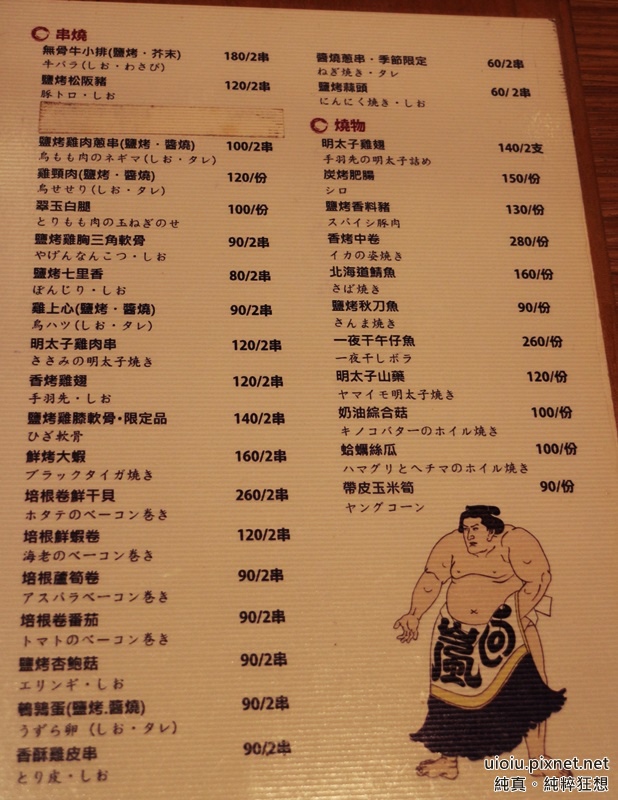 串燒
無骨牛小排(鹽烤・芥末) 180/2串
牛バラ(しお・わさび)
鹽烤松阪豬 120/2串
豚トロ・しお
鹽烤雞肉蔥串(鹽烤・醬燒) 100/2串
鳥もも肉のネギマ(しお・タレ)
雞頸肉(鹽烤・醬燒) 120/份
鳥せせり(しお・タレ)
翠玉白腿 100/份
とりもも肉の玉ねぎのせ
鹽烤雞胸三角軟骨 90/2串
やげんなんこつ・しお
鹽烤七里香 80/2串
ぼんじり・しお
雞上心(鹽烤・醬燒) 90/2串
鳥ハツ(しお・タレ)
明太子雞肉串 120/2串
ささみの明太子焼き
香烤雞翅 120/2串
手羽先・しお
鹽烤雞膝軟骨・限定品 140/2串
ひざ軟骨
鮮烤大蝦 160/2串
ブラックタイガ焼き
培根卷鮮干貝 260/2串
ホタテのベーコン巻き
培根鮮蝦卷 120/2串
海老のベーコン巻き
培根蘆筍卷 90/2串
アスパラベーコン巻き
培根卷番茄 90/2串
トマトのベーコン巻き
鹽烤杏鮑菇 90/2串
エリンギ・しお
鵪鶉蛋(鹽烤.醬燒) 90/2串
うずら卵 (しお・タレ)
香酥雞皮串 90/2串
とり皮・しお
醬燒蔥串・季節限定 60/2串
ねぎ焼き・タレ
鹽烤蒜頭 60/2串
にんにく焼き・しお
燒物
明太子雞翅 140/2支
手羽先の明太子詰め
炭烤肥腸 150/份
シロ
鹽烤香料豬 130/份
スパイシ豚肉
香烤中卷 280/份
イカの姿焼き
北海道鯖魚 160/份
さば焼き
鹽烤秋刀魚 90/份
さんま焼き
一夜干午仔魚 260/份
一夜干しボラ
明太子山藥 120/份
ヤマイモ明太子焼き
奶油綜合菇 100/份
キノコバターのホイル焼き
蛤蠣絲瓜 100/份
ハマグリとヘチマのホイル焼き
帶皮玉米筍 90/份
ヤングコーン
嵐
uioiu.pixnet.net
純真。純粹狂想